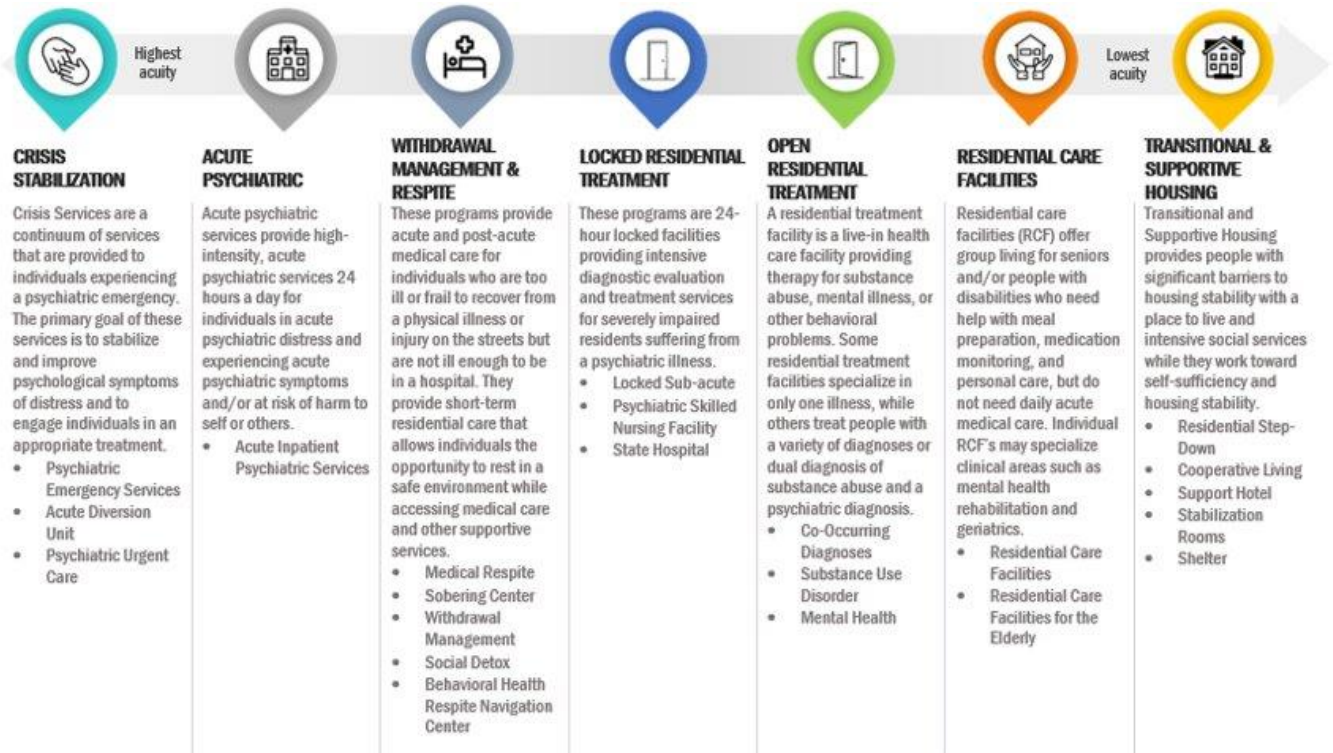 Highest
acuity
Lowest
acuity
CRISIS
STABILIZATION
Crisis Services are a
continuum of services
that are provided to
individuals experiencing
a psychiatric emergency.
The primary goal of these
services is to stabilize
and improve
psychological symptoms
of distress and to
engage individuals in an
appropriate treatment.
• Psychiatric
Emergency Services
• Acute Diversion
Unit
• Psychiatric Urgent
Care
ACUTE
PSYCHIATRIC
Acute psychiatric
services provide high-
intensity, acute
psychiatric services 24
hours a day for
individuals in acute
psychiatric distress and
experiencing acute
psychiatric symptoms
and/or at risk of harm to
self or others.
• Acute Inpatient
Psychiatric Services
WITHDRAWAL
MANAGEMENT &
RESPITE
These programs provide
acute and post-acute
medical care for
individuals who are too
ill or frail to recover from
a physical illness or
injury on the streets but
are not ill enough to be
in a hospital. They
provide short-term
residential care that
allows individuals the
opportunity to rest in a
safe environment while
accessing medical care
and other supportive
services.
• Medical Respite
• Sobering Center
• Withdrawal
Management
• Social Detox
• Behavioral Health
Respite Navigation
Center
LOCKED RESIDENTIAL
TREATMENT
These programs are 24-
hour locked facilities
providing intensive
diagnostic evaluation
and treatment services
for severely impaired
residents suffering from
a psychiatric illness.
• Locked Sub-acute
• Psychiatric Skilled
Nursing Facility
• State Hospital
OPEN
RESIDENTIAL
TREATMENT
A residential treatment
facility is a live-in health
care facility providing
therapy for substance
abuse, mental illness, or
other behavioral
problems. Some
residential treatment
facilities specialize in
only one illness, while
others treat people with
a variety of diagnoses or
dual diagnosis of
substance abuse and a
psychiatric diagnosis.
• Co-Occurring
Diagnoses
• Substance Use
Disorder
• Mental Health
RESIDENTIAL CARE
FACILITIES
Residential care
facilities (RCF) offer
group living for seniors
and/or people with
disabilities who need
help with meal
preparation, medication
monitoring, and
personal care, but do
not need daily acute
medical care. Individual
RCF's may specialize
clinical areas such as
mental health
rehabilitation and
geriatrics.
• Residential Care
Facilities
• Residential Care
Facilities for the
Elderly
TRANSITIONAL &
SUPPORTIVE
HOUSING
Transitional and
Supportive Housing
provides people with
significant barriers to
housing stability with a
place to live and
intensive social services
while they work toward
self-sufficiency and
housing stability.
• Residential Step-
Down
• Cooperative Living
• Support Hotel
• Stabilization
Rooms
• Shelter